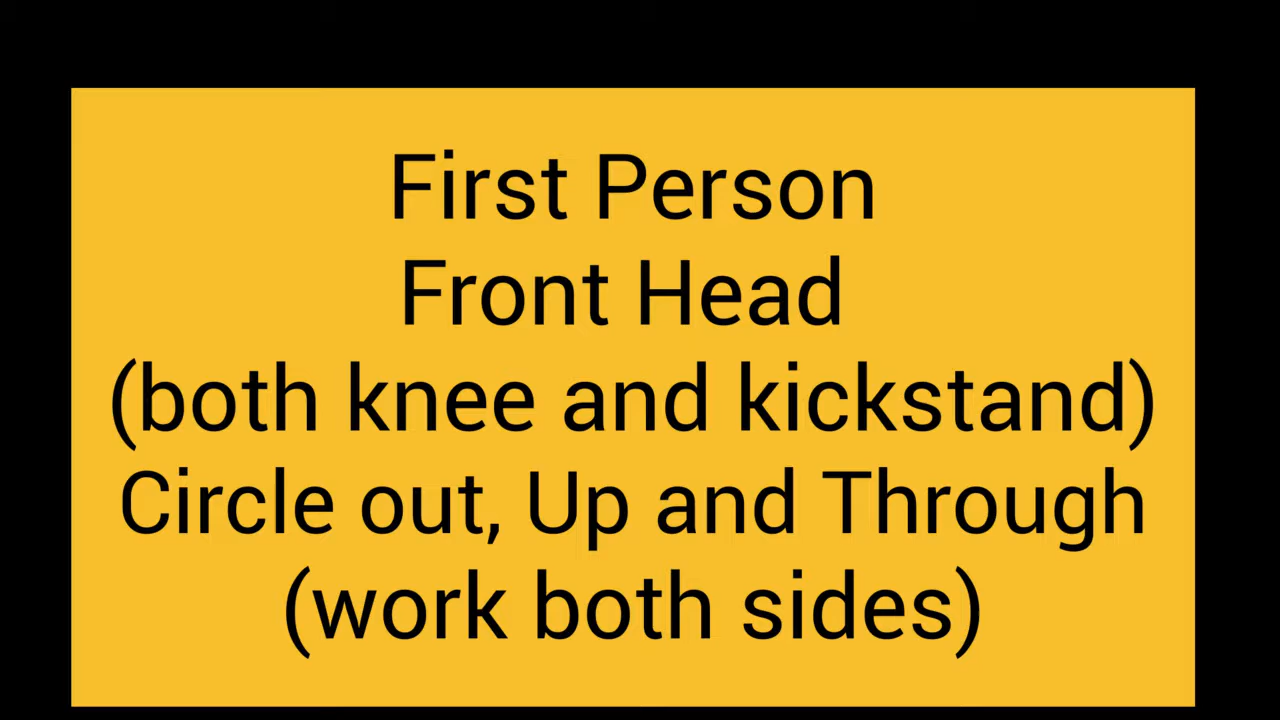 First Person
Front Head
(both knee and kickstand)
Circle out, Up and Through
(work both sides)